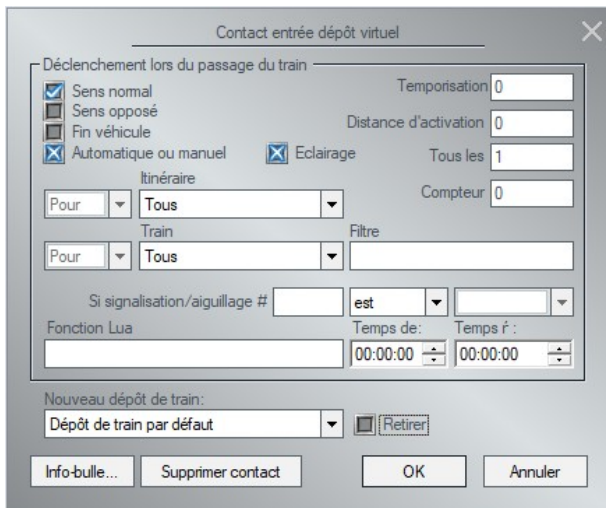 Contact entrée dépôt virtuel
Déclenchement lors du passage du train
Sens normal
Temporisation 0
Sens opposé
Fin véhicule
Distance d'activation 0
Automatique ou manuel Eclairage Tous les 1
Itinéraire
Compteur 0
Pour Tous
Train Filtre
Pour Tous
Si signalisation/aiguillage # est
Fonction Lua Temps de: Temps ŕ :
00:00:00 00:00:00
Nouveau dépôt de train:
Dépôt de train par défaut Retirer
Info-bulle... Supprimer contact OK Annuler